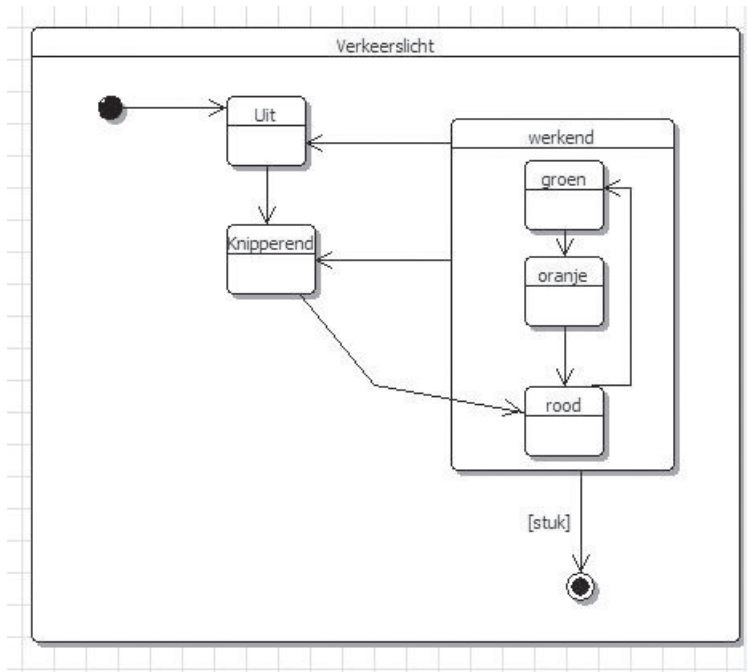 Verkeerslicht
Uit
werkend
groen
Knipperend
oranje
rood
[stuk]